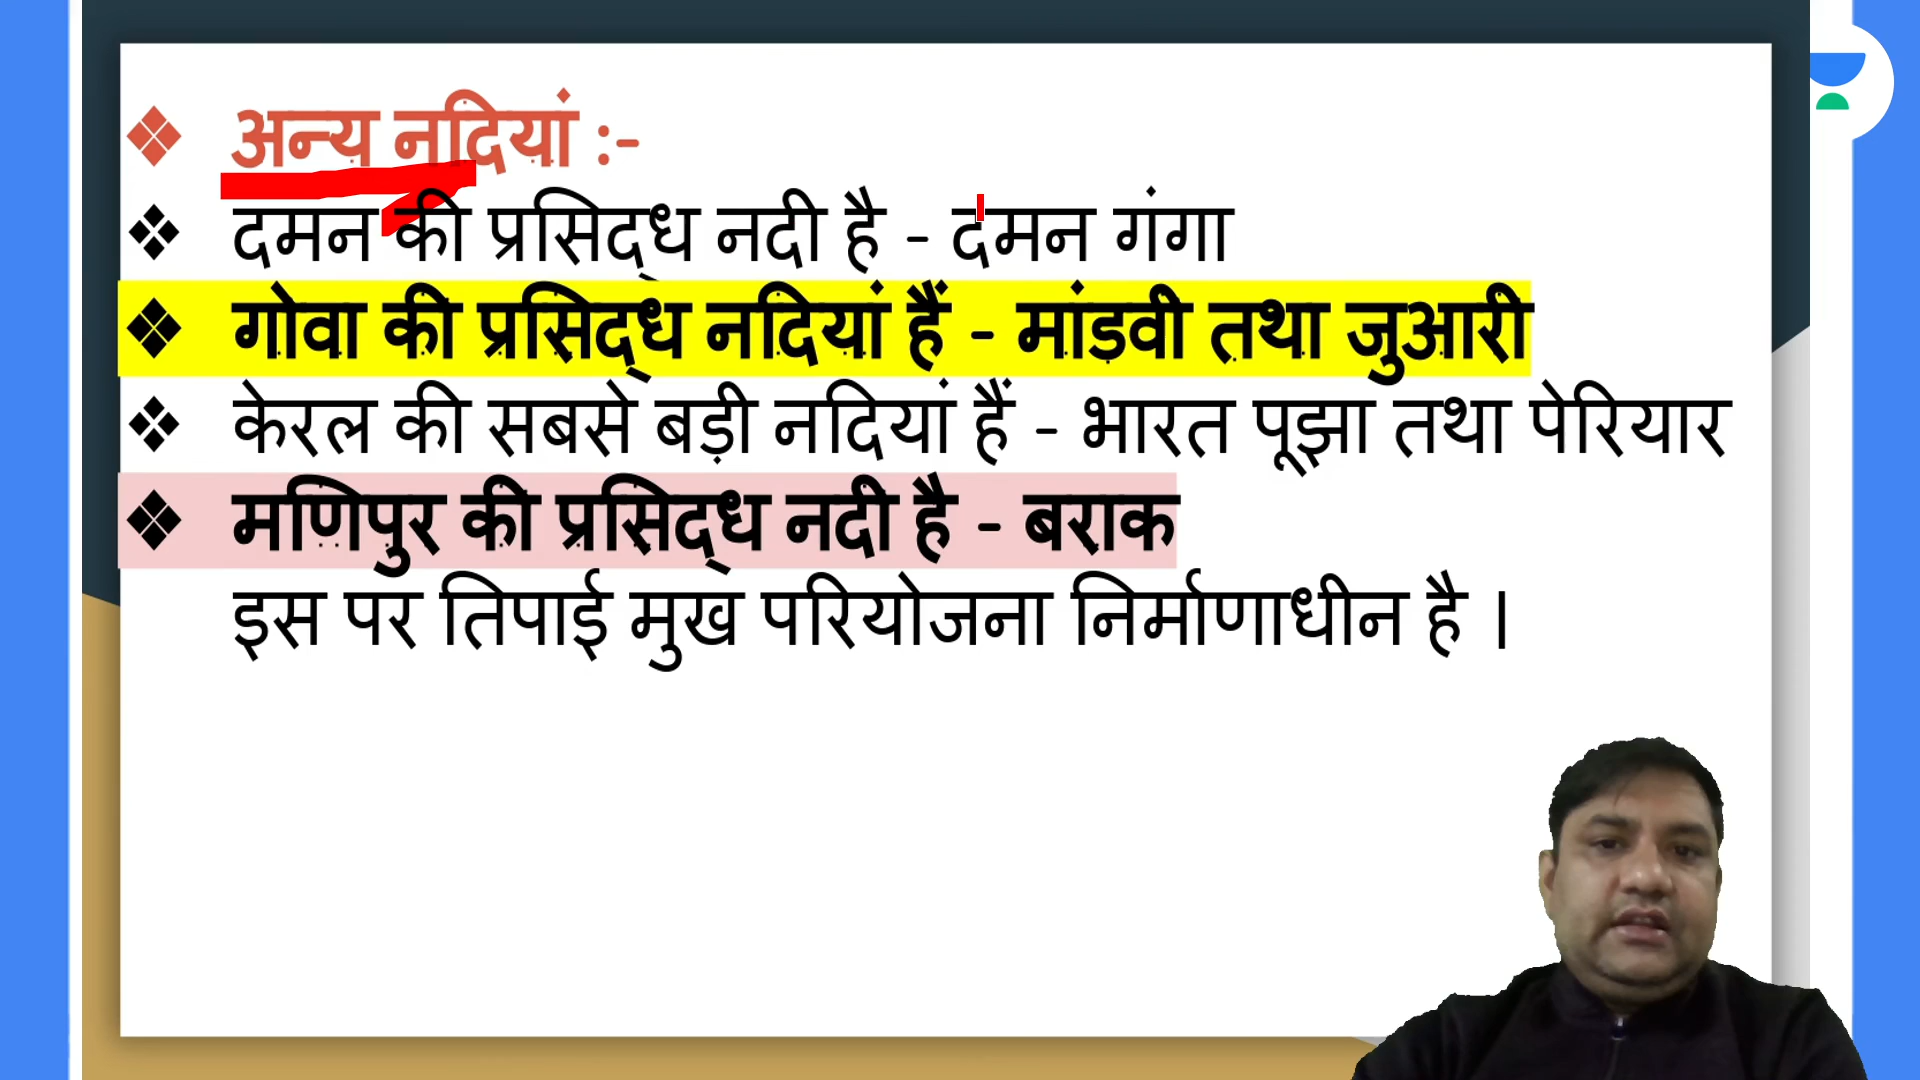 ❖ अन्य नदियां :-
❖ दमन की प्रसिद्ध नदी है - दमन गंगा
❖ गोवा की प्रसिद्ध नदियां हैं - मांडवी तथा जुआरी
❖ केरल की सबसे बड़ी नदियां हैं - भारत पूझा तथा पेरियार
❖ मणिपुर की प्रसिद्ध नदी है - बराक
इस पर तिपाई मुख परियोजना निर्माणाधीन है ।